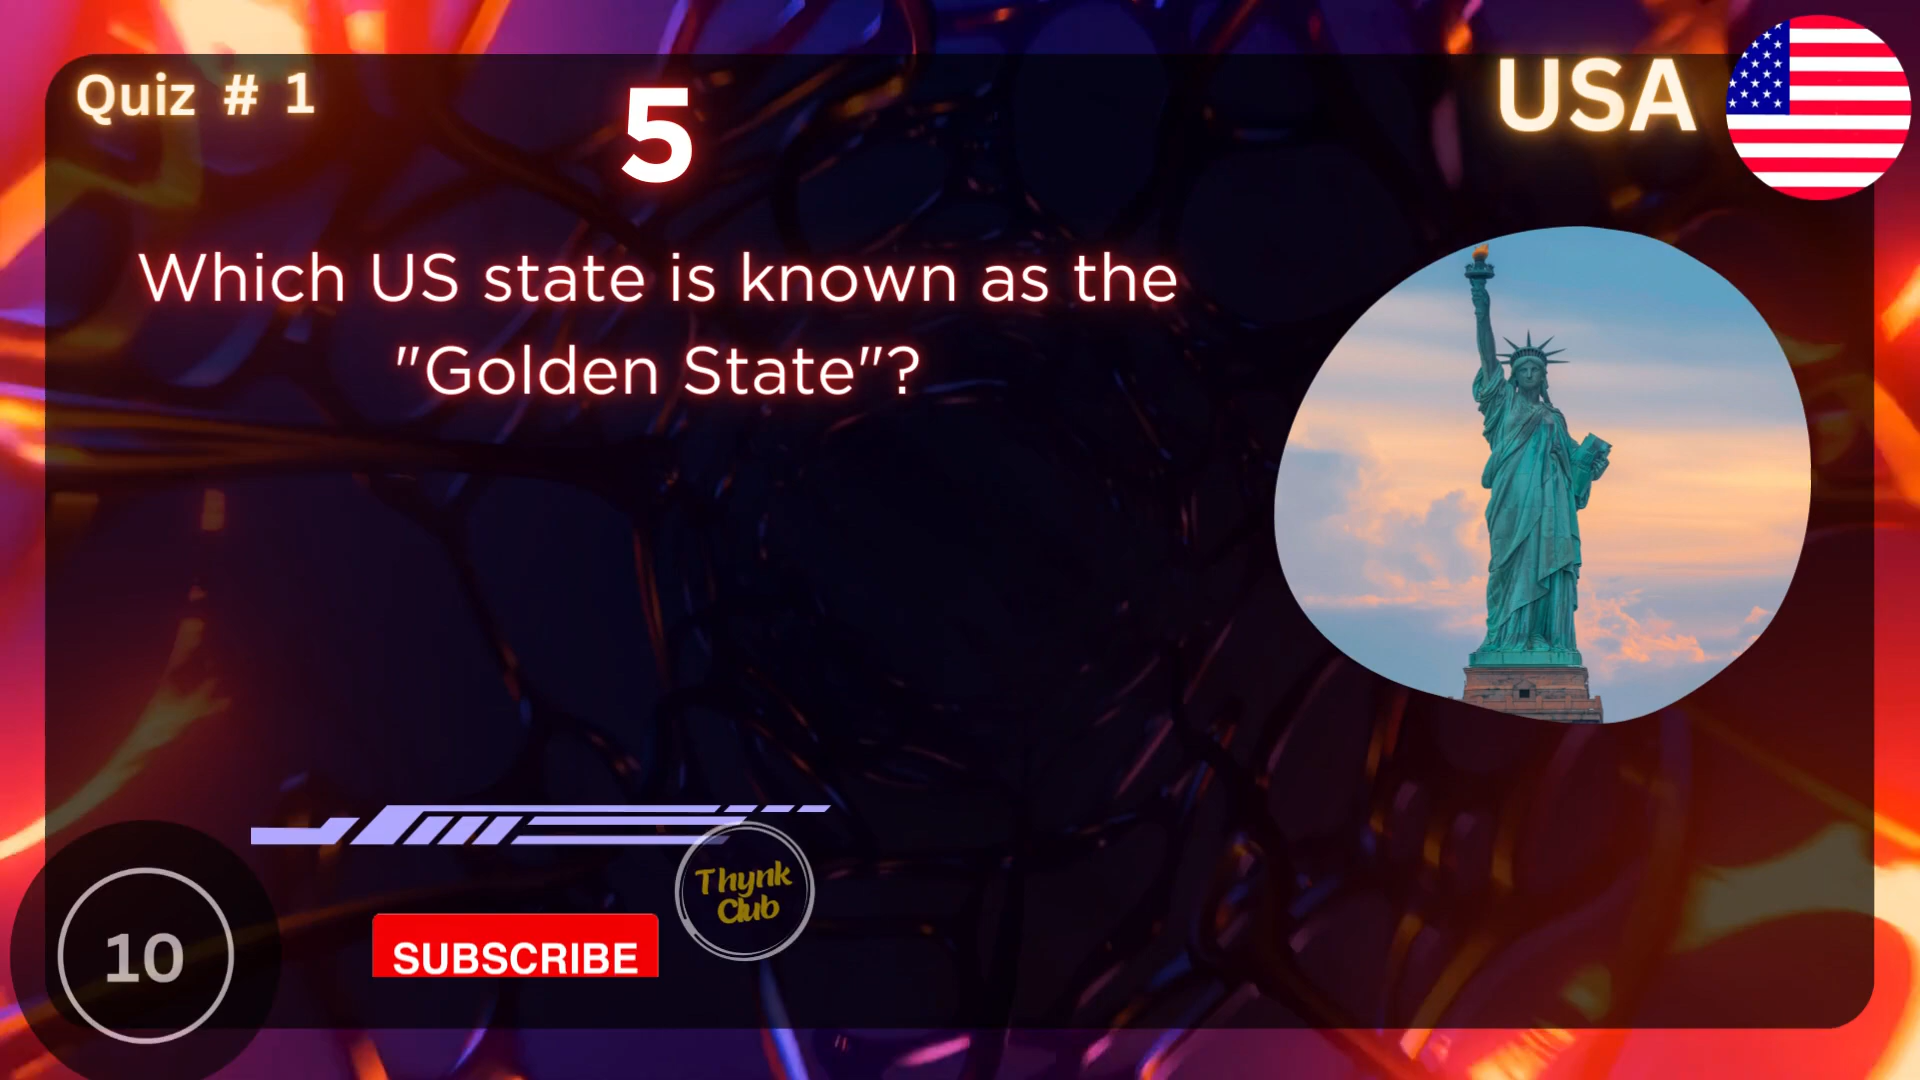 Quiz # 1
5
USA
Which US state is known as the
"Golden State"?
Thynk
Club
10
SUBSCRIBE